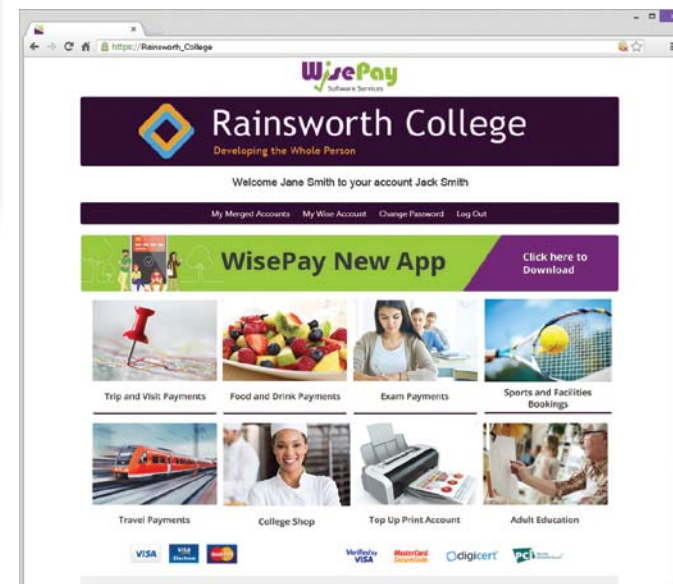 https://Rainsworth_College
WisePay
Software Services
Rainsworth College
Developing the Whole Person
Welcome Jane Smith to your account Jack Smith
My Merged Accounts My Wise Account Change Password Log Out
WisePay New App
Click here to
Download
Trip and Visit Payments Food and Drink Payments Exam Payments Sports and Facilities
Bookings
Travel Payments College Shop Top Up Print Account Adult Education
VISA VISA Electron MasterCard Verified by VISA MasterCard SecureCode digicert PCI